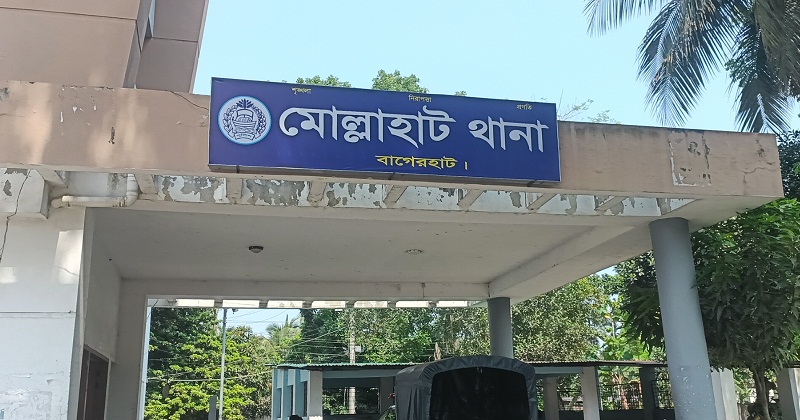 শৃঙ্খলা নিরাপত্তা প্রগতি
মোল্লাহাট থানা
বাগেরহাট।